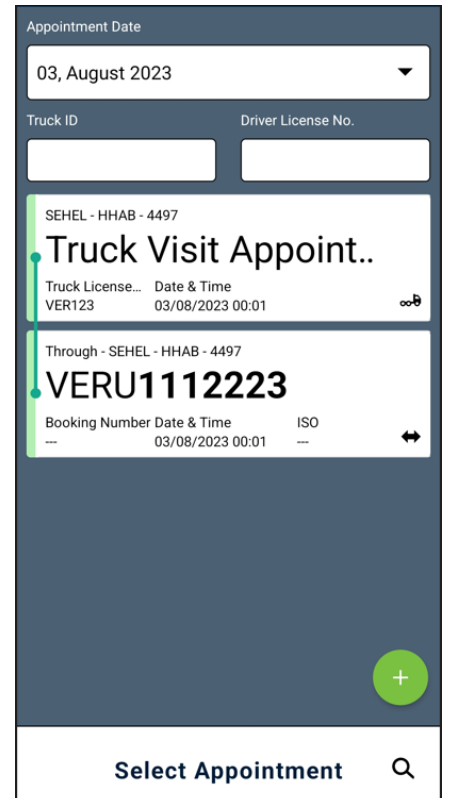 Appointment Date
03, August 2023
Truck ID Driver License No.
SEHEL - HHAB - 4497
Truck Visit Appoint..
Truck License... Date & Time
VER123 03/08/2023 00:01
Through - SEHEL - HHAB - 4497
VERU1112223
Booking Number Date & Time ISO
--- 03/08/2023 00:01 ---
+
Select Appointment